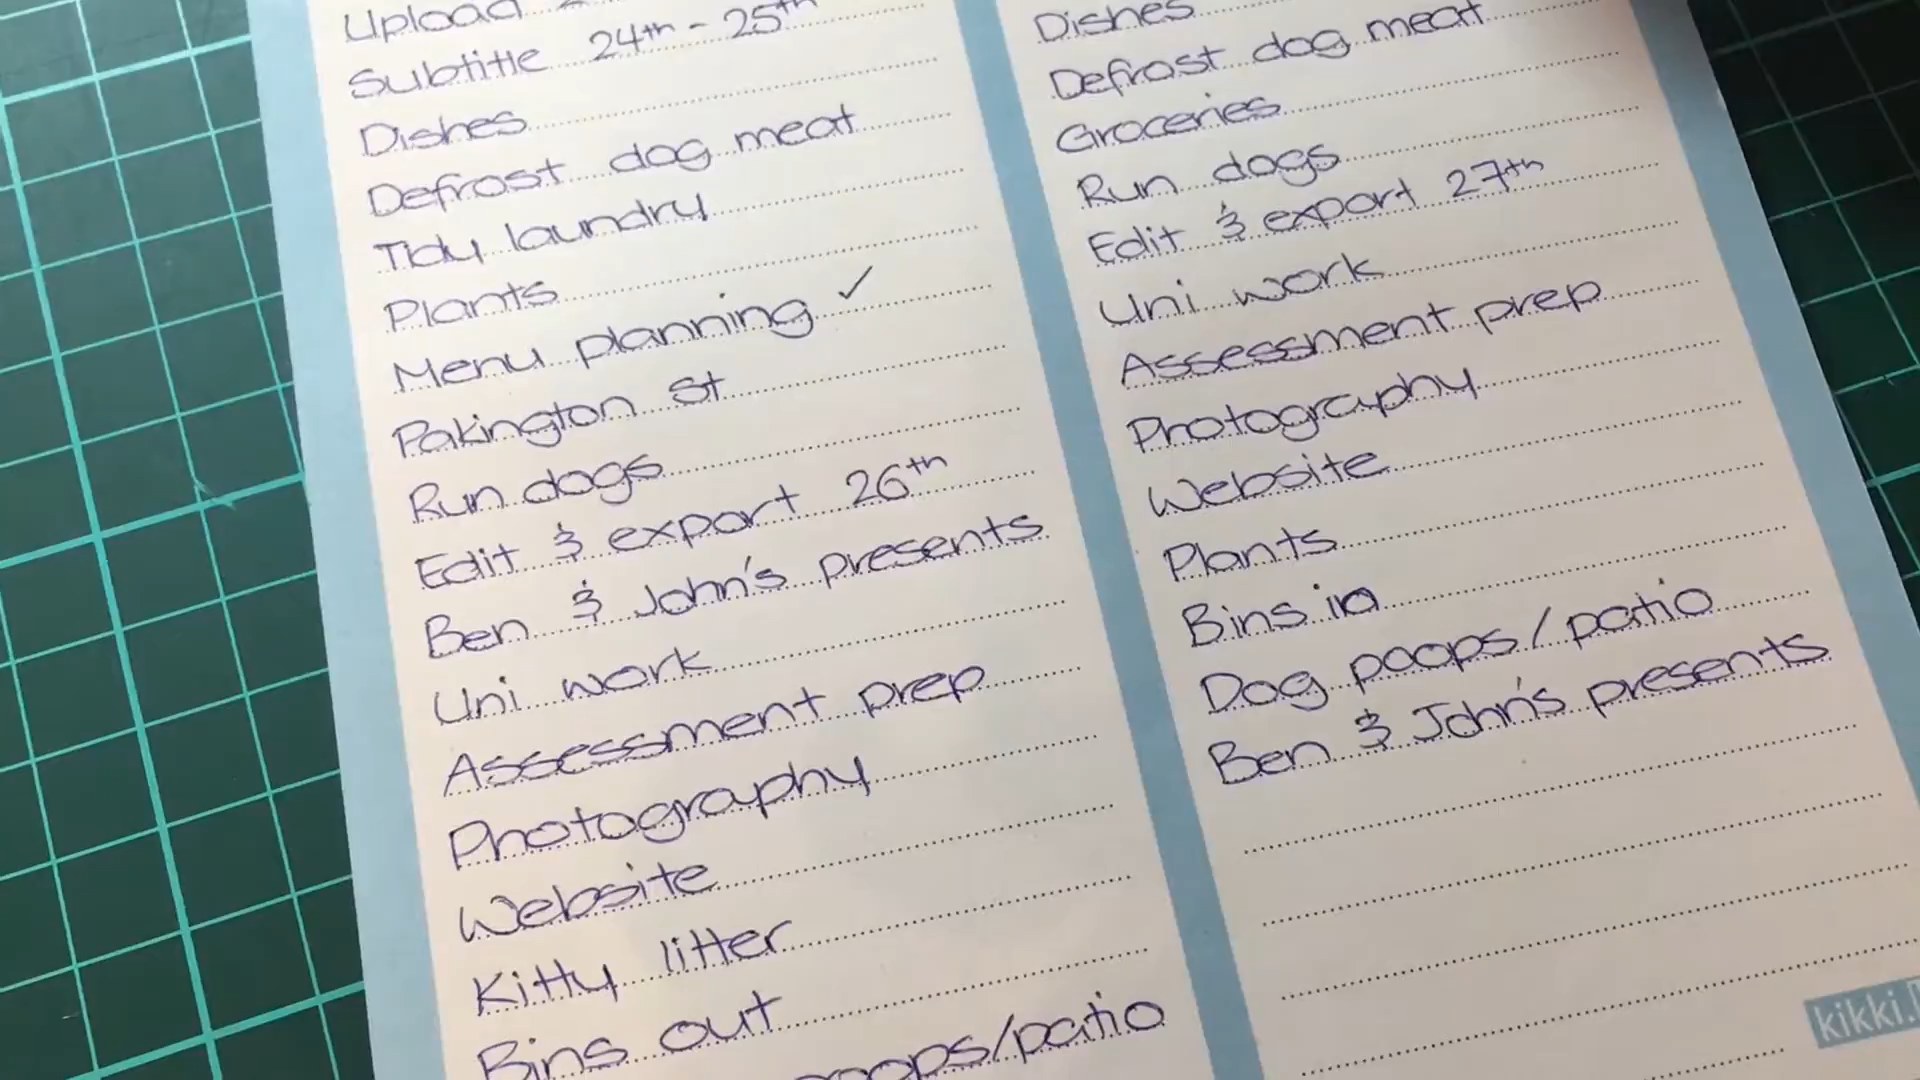 Upload
Subtitle 24th - 25th
Dishes
Defrost dog meat
Tidy laundry
Plants
Menu planning ✓
Pakington St
Run dogs
Edit & export 26th
Ben & John's presents
Uni work
Assessment prep
Photography
Website
Kitty litter
Bins out
poops/patio
Dishes
Defrost dog meat
Groceries
Run dogs
Edit & export 27th
Uni work
Assessment prep
Photography
Website
Plants
Bins in
Dog poops/patio
Ben & John's presents
kikki.